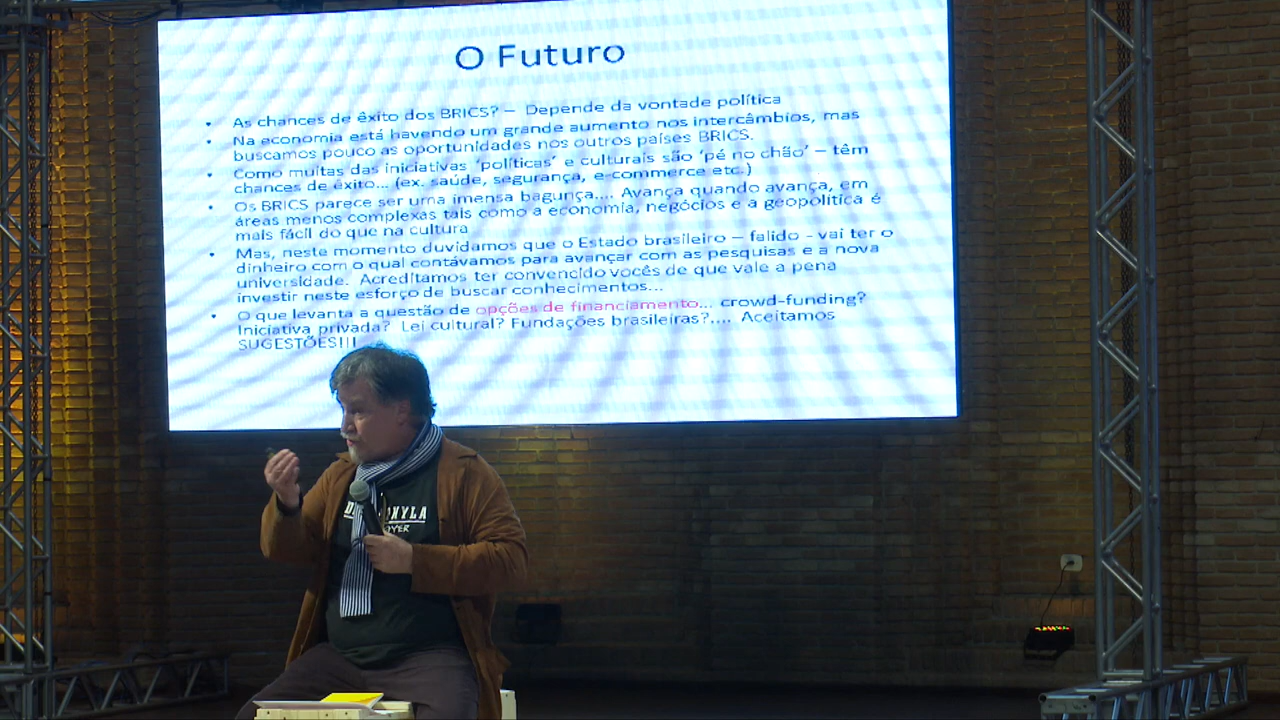 O Futuro
As chances de êxito dos BRICS? – Depende da vontade política
Na economia está havendo um grande aumento nos intercâmbios, mas
buscamos pouco as oportunidades nos outros países BRICS.
Como muitas das iniciativas 'políticas' e culturais são 'pé no chão' – têm
chances de êxito... (ex. saúde, segurança, e-commerce etc.)
Os BRICS parece ser uma imensa bagunça.... Avança quando avança, em
áreas menos complexas tais como a economia, negócios e a geopolítica é
mais fácil do que na cultura
Mas, neste momento duvidamos que o Estado brasileiro – falido - vai ter o
dinheiro com o qual contávamos para avançar com as pesquisas e a nova
universidade. Acreditamos ter convencido vocês de que vale a pena
investir neste esforço de buscar conhecimentos...
O que levanta a questão de opções de financiamento... crowd-funding?
Iniciativa privada? Lei cultural? Fundações brasileiras?.... Aceitamos
SUGESTÕES!!!